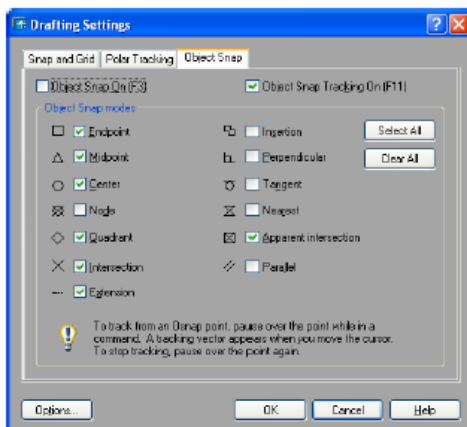 Drafting Settings
Snap and Grid Polar Tracking Object Snap
Object Snap On (F3) Object Snap Tracking On (F11)
Object Snap modes
Endpoint Insertion Select All
Midpoint Perpendicular Clear All
Center Tangent
Node Nearest
Quadrant Apparent intersection
Intersection Parallel
Extension
To track from an Osnap point, pause over the point while in a
command. A tracking vector appears when you move the cursor.
To stop tracking, pause over the point again.
Options... OK Cancel Help